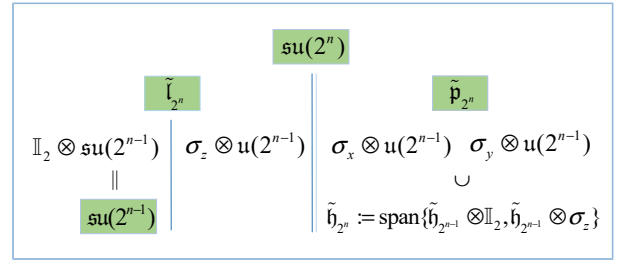 𝔰𝔲(2ⁿ)
𝔩̃_{2ⁿ} 𝔭̃_{2ⁿ}
𝕀₂ ⊗ 𝔰𝔲(2ⁿ⁻¹) σ_z ⊗ 𝔲(2ⁿ⁻¹) σ_x ⊗ 𝔲(2ⁿ⁻¹) σ_y ⊗ 𝔲(2ⁿ⁻¹)
|| ∪
𝔰𝔲(2ⁿ⁻¹) 𝔥̃_{2ⁿ} := span{𝔥̃_{2ⁿ⁻¹} ⊗ 𝕀₂, 𝔥̃_{2ⁿ⁻¹} ⊗ σ_z}